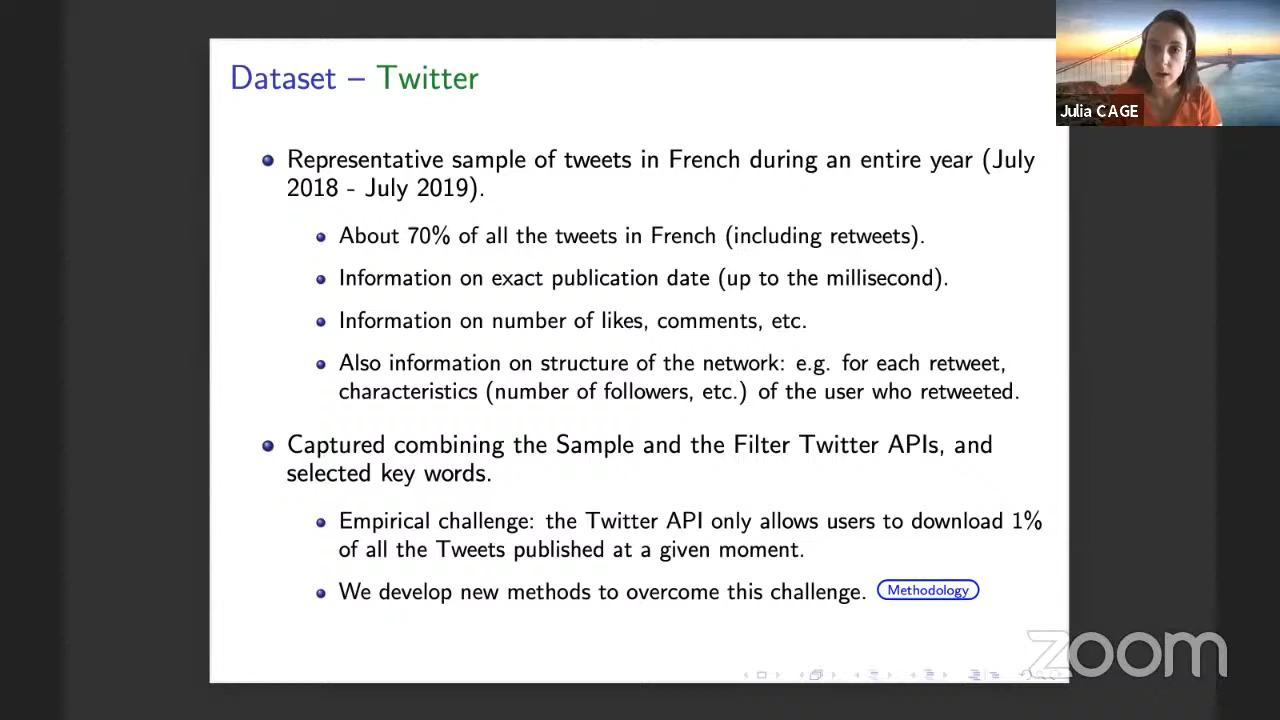 Dataset – Twitter
Julia CAGE
Representative sample of tweets in French during an entire year (July
2018 - July 2019).
About 70% of all the tweets in French (including retweets).
Information on exact publication date (up to the millisecond).
Information on number of likes, comments, etc.
Also information on structure of the network: e.g. for each retweet,
characteristics (number of followers, etc.) of the user who retweeted.
Captured combining the Sample and the Filter Twitter APIs, and
selected key words.
Empirical challenge: the Twitter API only allows users to download 1%
of all the Tweets published at a given moment.
We develop new methods to overcome this challenge. Methodology
zoom